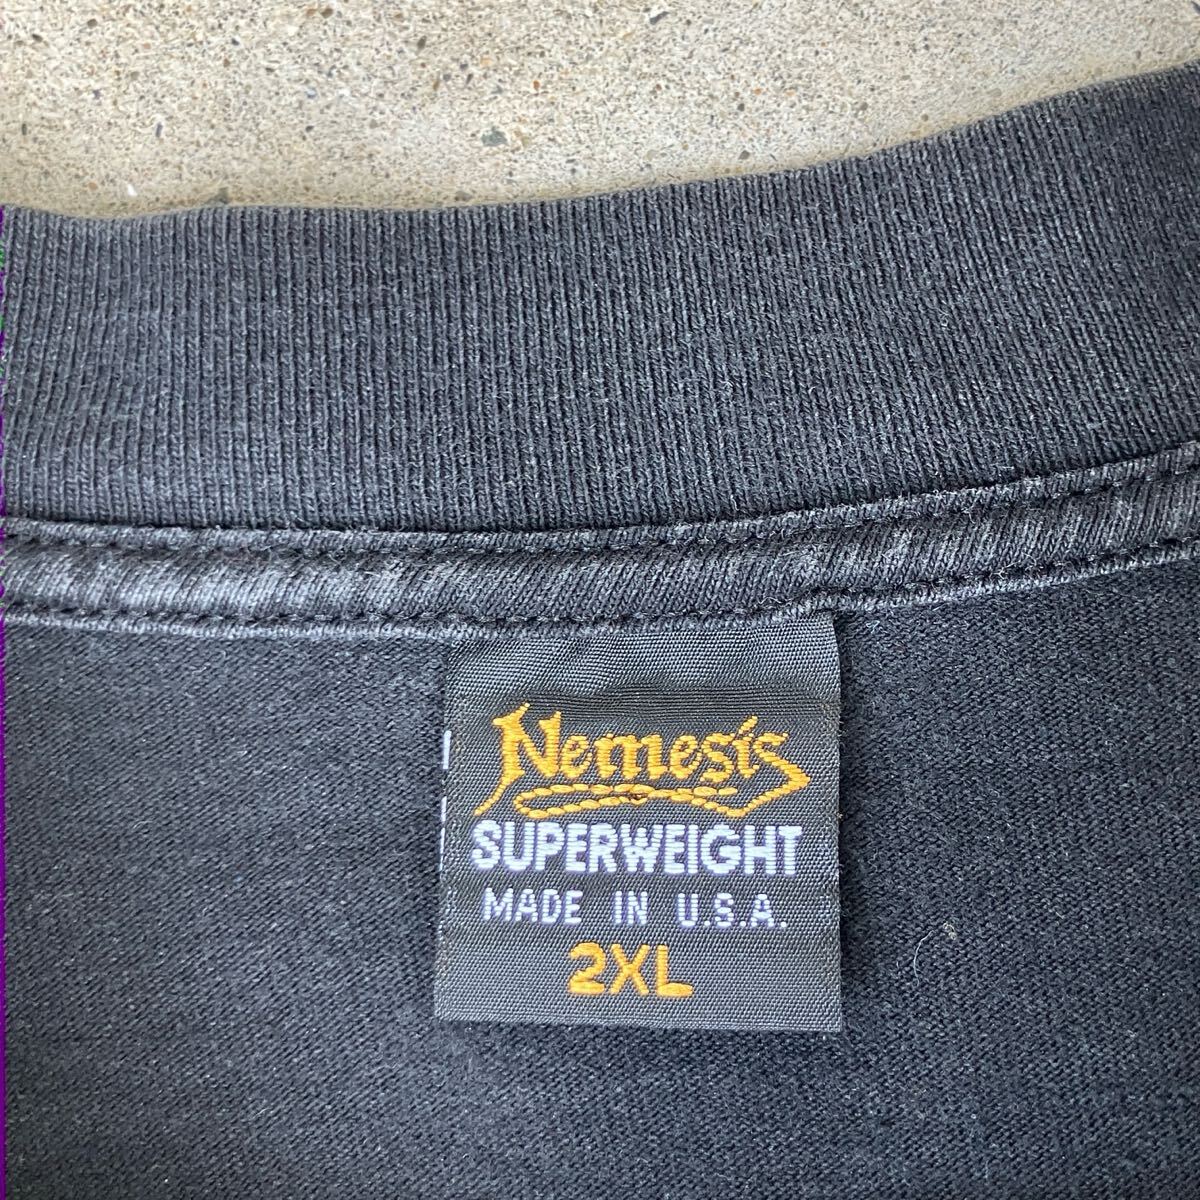 Nemesis
SUPERWEIGHT
MADE IN U.S.A.
2XL